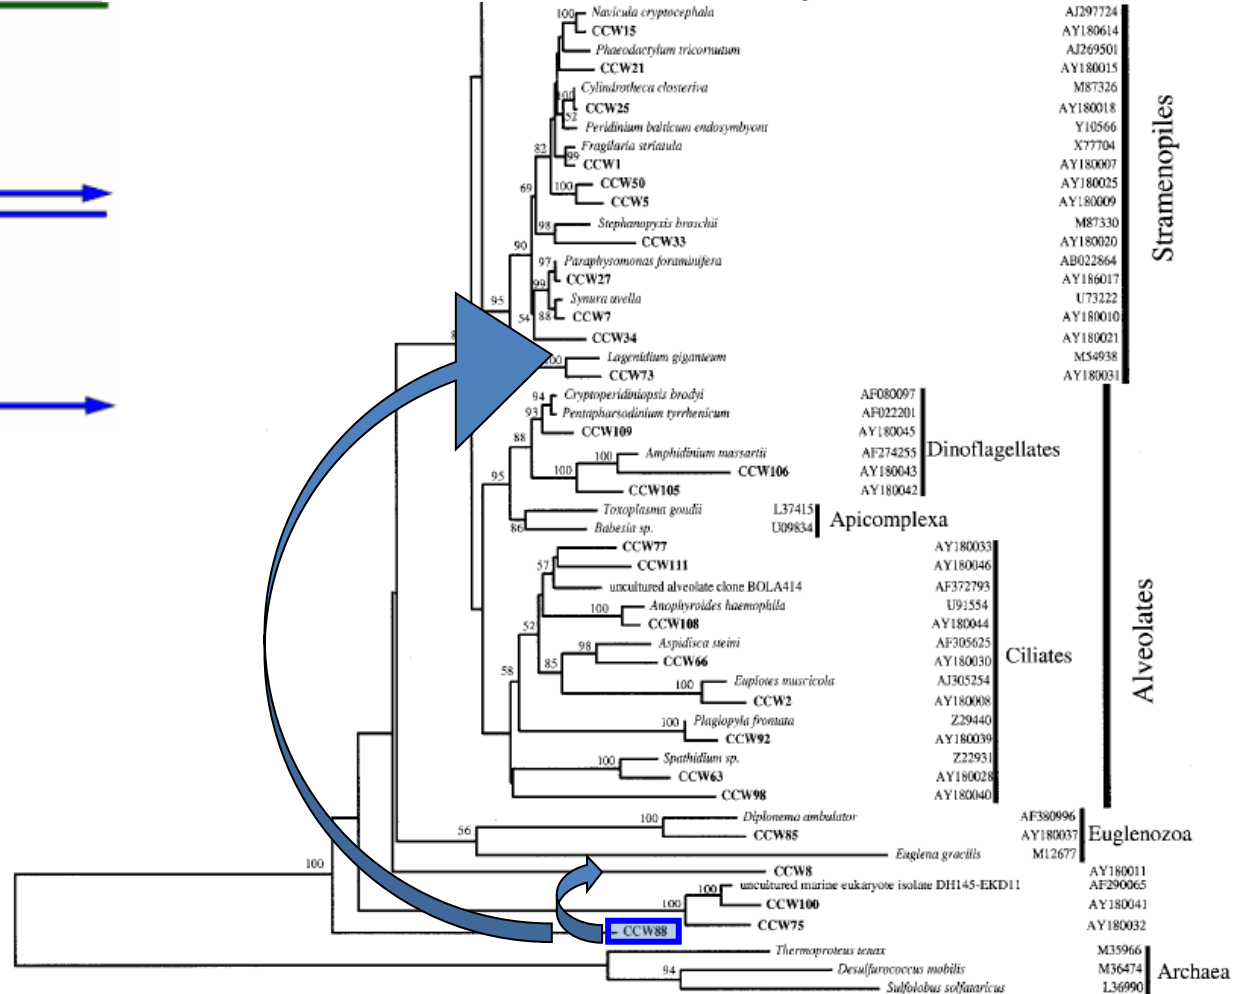 100 Navicula cryptocephala AJ297724
CCW15 AY180614
Phaeodactylum tricornutum AJ269501
CCW21 AY180015
Cylindrotheca closteriva M87326
100 CCW25 AY180018
52 Peridinium balticum endosymbyont Y10566
82 Fragilaria striatula X77704
99 CCW1 AY180007
100 CCW50 AY180025
69 CCW5 AY180009
98 Stephanopyxis broschii M87330
CCW33 AY180020
90
97 Paraphysomonas foraminifera AB022864
99 CCW27 AY186017
95 Synura uvella U73222
54 88 CCW7 AY180010
CCW34 AY180021
Lagenidium giganteum M54938
CCW73 AY180031
Stramenopiles
94 Cryptoperidiniopsis brodyi AF080097
93 Pentapharsodinium tyrrhenicum AF022201
CCW109 AY180045
88
100 Amphidinium massartii AF274255
100 CCW106 AY180043
95 CCW105 AY180042
Dinoflagellates
Toxoplasma goudii L37415
86 Babesia sp. U09834
Apicomplexa
CCW77 AY180033
57 CCW111 AY180046
uncultured alveolate clone BOLA414 AF372793
100 Anophyroides haemophila U91554
52 CCW108 AY180044
98 Aspidisca steini AF305625
85 CCW66 AY180030
58
100 Euplotes muscicola AJ305254
CCW2 AY180008
100 Plagiopyla frontata Z29440
CCW92 AY180039
100 Spathidium sp. Z22931
CCW63 AY180028
CCW98 AY180040
Ciliates
Alveolates
100 Diplonema ambulator AF380996
56 CCW85 AY180037
Euglena gracilis M12677
Euglenozoa
100 CCW8 AY180011
100 uncultured marine eukaryote isolate DH145-EKD11 AF290065
100 CCW100 AY180041
CCW75 AY180032
CCW88
Thermoproteus tenax M35966
94 Desulfurococcus mobilis M36474
Sulfolobus solfataricus L36990
Archaea